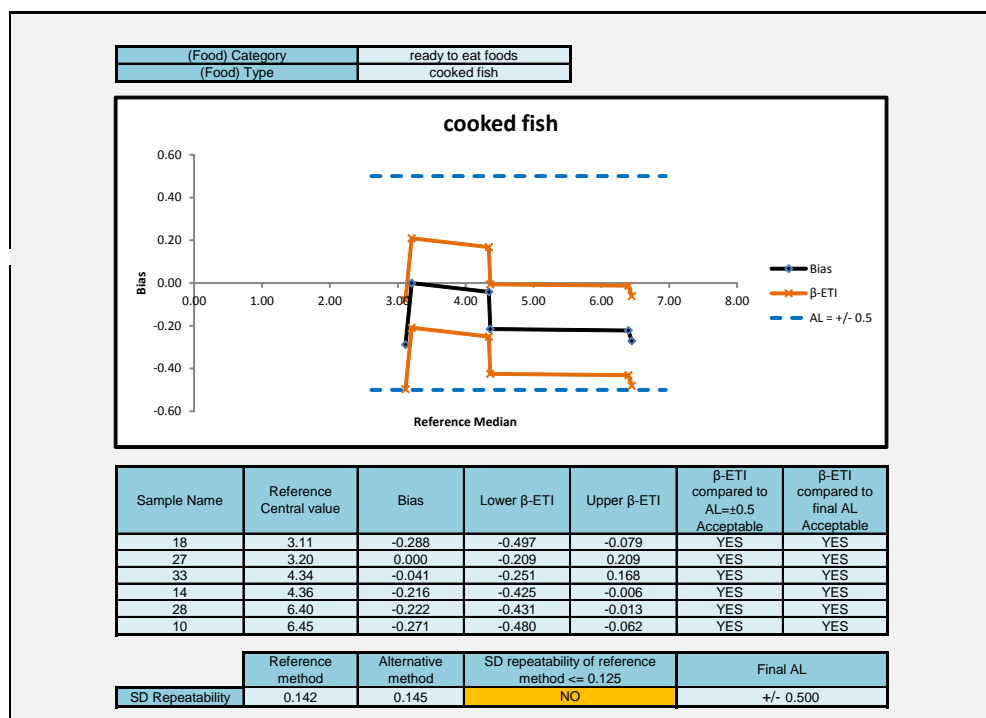 (Food) Category ready to eat foods
(Food) Type cooked fish
cooked fish
0.60
0.40
0.20
0.00
-0.20
-0.40
-0.60
Bias
0.00 1.00 2.00 3.00 4.00 5.00 6.00 7.00 8.00
Reference Median
Bias
β-ETI
AL = +/- 0.5
Sample Name Reference Central value Bias Lower β-ETI Upper β-ETI β-ETI compared to AL=±0.5 Acceptable β-ETI compared to final AL Acceptable
18 3.11 -0.288 -0.497 -0.079 YES YES
27 3.20 0.000 -0.209 0.209 YES YES
33 4.34 -0.041 -0.251 0.168 YES YES
14 4.36 -0.216 -0.425 -0.006 YES YES
28 6.40 -0.222 -0.431 -0.013 YES YES
10 6.45 -0.271 -0.480 -0.062 YES YES
Reference method Alternative method SD repeatability of reference method <= 0.125 Final AL
SD Repeatability 0.142 0.145 NO +/- 0.500